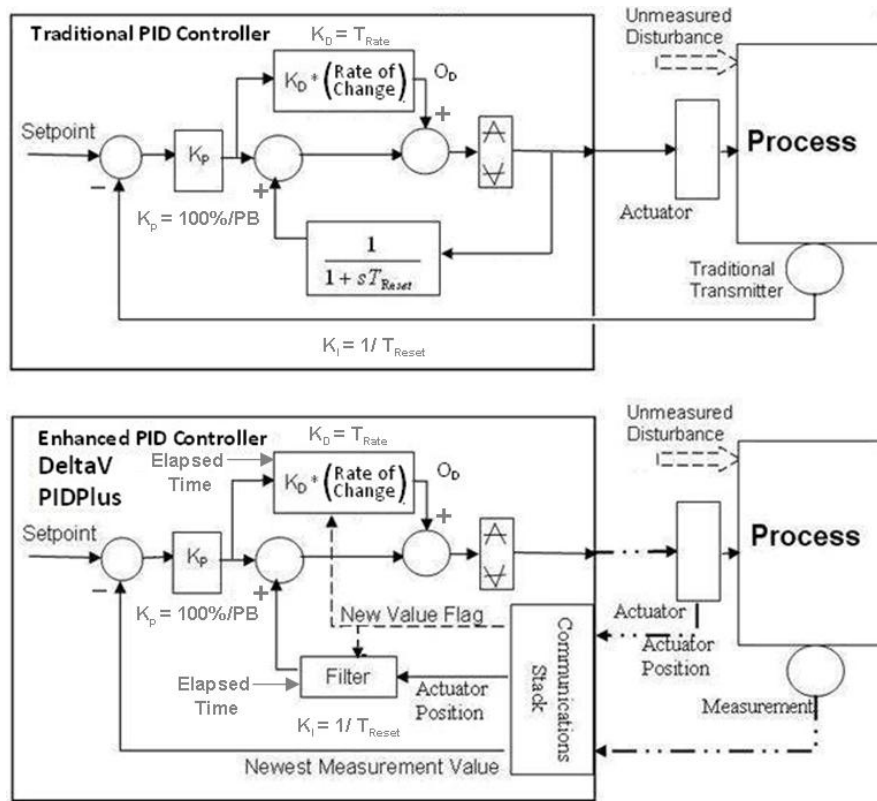 Traditional PID Controller
K_D = T_Rate
K_D * (Rate of Change)
O_D
+
Setpoint
−
K_P
+
K_p = 100%/PB
1
1 + sT_Reset
K_I = 1/ T_Reset
Unmeasured
Disturbance
Process
Actuator
Traditional
Transmitter
Enhanced PID Controller
DeltaV
PIDPlus
K_D = T_Rate
Elapsed
Time
K_D * (Rate of Change)
O_D
+
Setpoint
−
K_P
+
K_p = 100%/PB
New Value Flag
Elapsed
Time
Filter
Actuator
Position
K_I = 1/ T_Reset
Newest Measurement Value
Communications
Stack
Unmeasured
Disturbance
Process
Actuator
Actuator
Position
Measurement